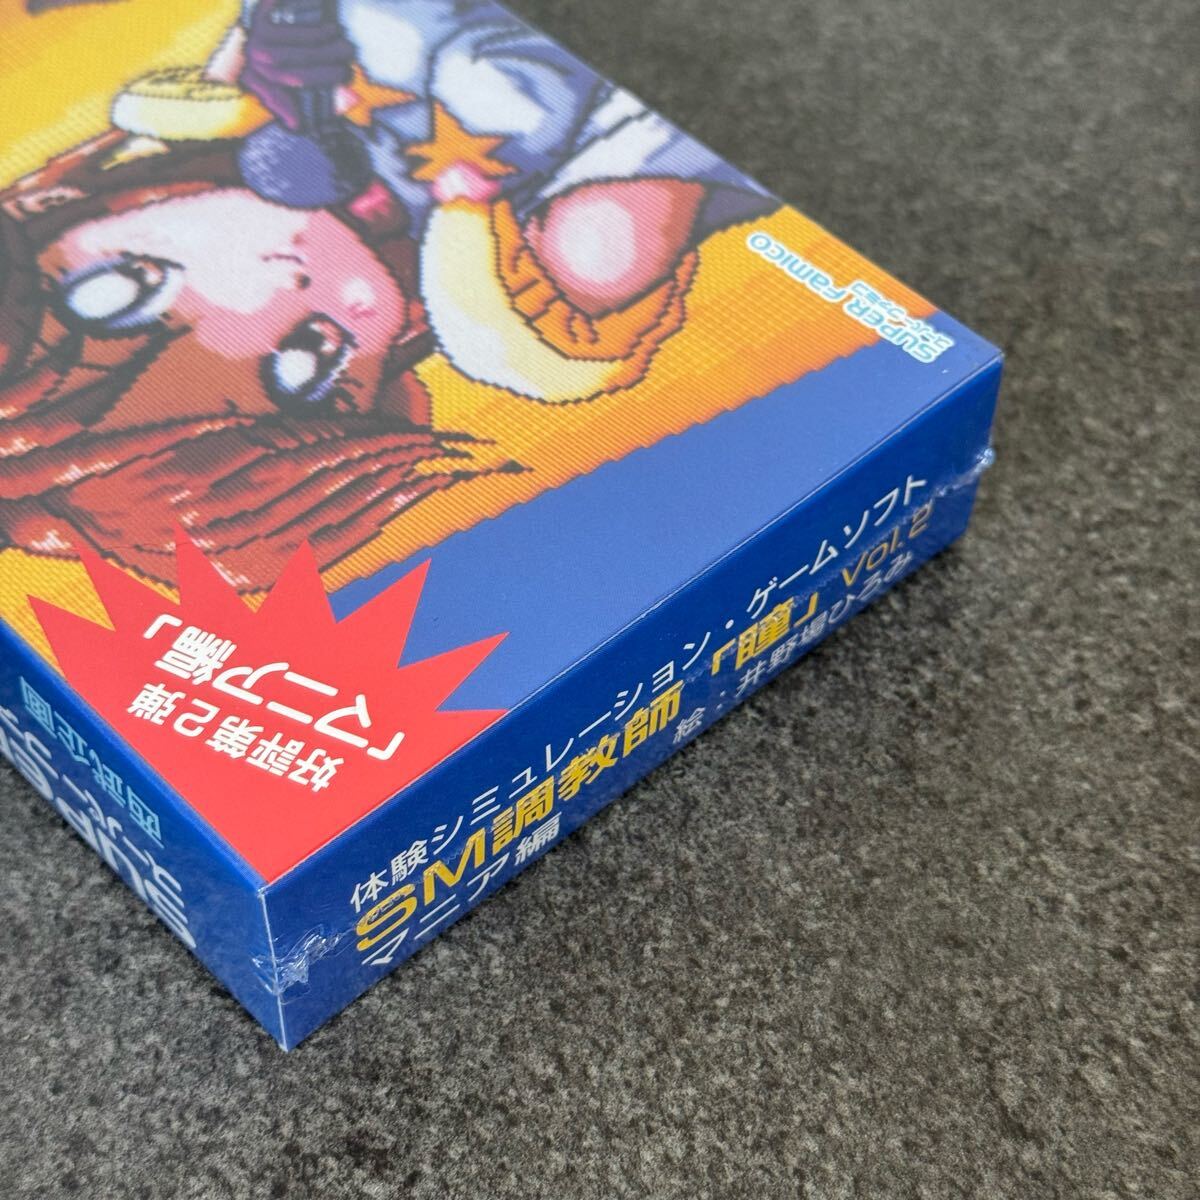 SUPER Famico
スーパーファミコ
好評第2弾
「マニア編」
体験シミュレーション・ゲームソフト
SM調教師「瞳」Vol.2
マニア編
絵・井野場ひろみ
西武企画